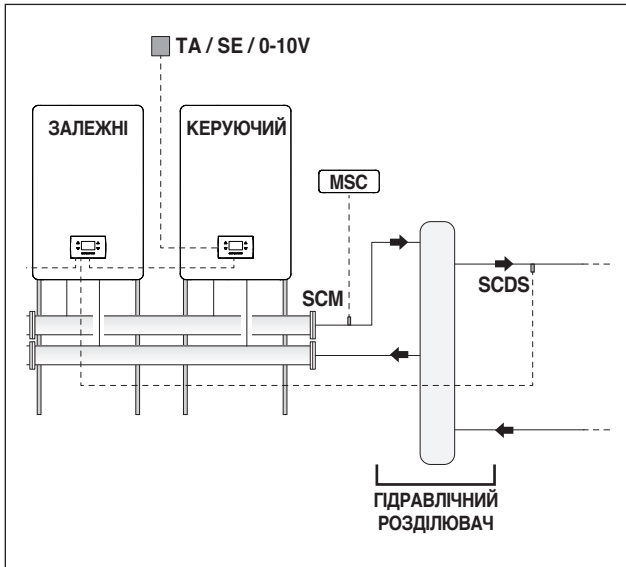 TA / SE / 0-10V
ЗАЛЕЖНІ
КЕРУЮЧИЙ
MSC
SCM
SCDS
ГІДРАВЛІЧНИЙ
РОЗДІЛЮВАЧ